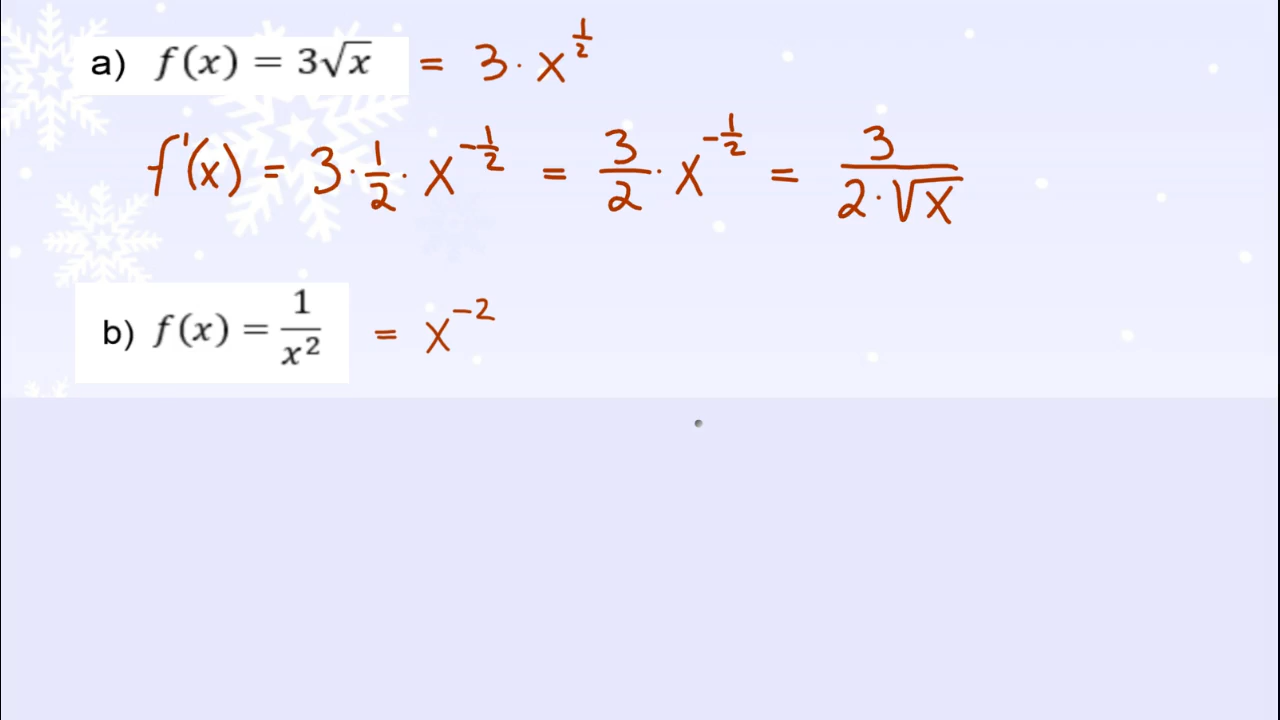 a) f(x) = 3√x = 3 · x^(1/2)
f'(x) = 3 · 1/2 · x^(-1/2) = 3/2 · x^(-1/2) = 3/(2 · √x)
b) f(x) = 1/x² = x^(-2)